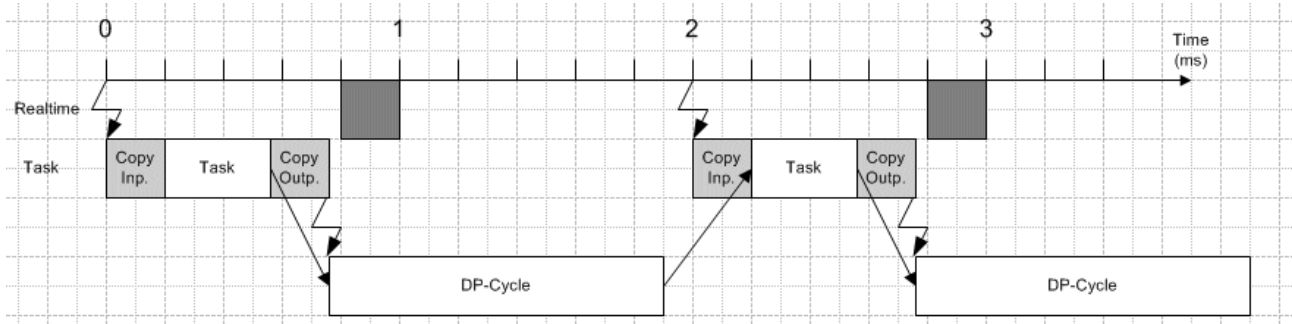 0 1 2 3
Time
(ms)
Realtime
Task
Copy
Inp.
Task
Copy
Outp.
Copy
Inp.
Task
Copy
Outp.
DP-Cycle
DP-Cycle